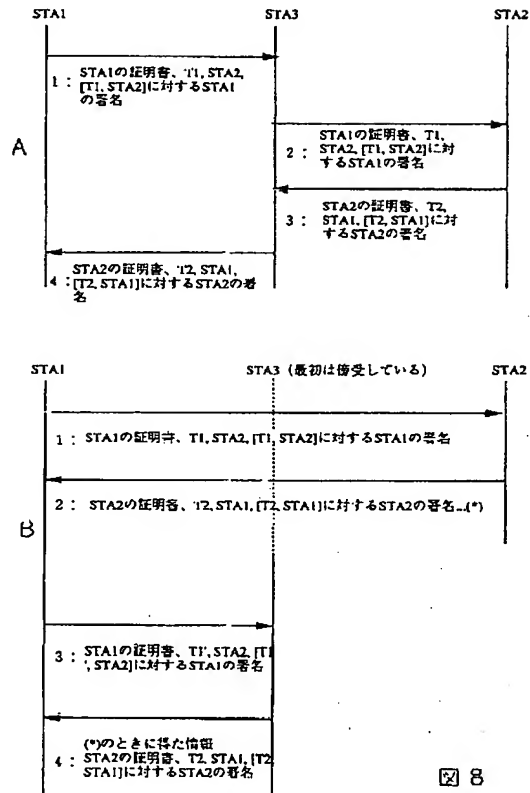 STA1
STA3
STA2
1： STA1の証明書、T1, STA2,
[T1, STA2]に対するSTA1
の署名
A
2： STA1の証明書、T1,
STA2, [T1, STA2]に対
するSTA1の署名
3： STA2の証明書、T2,
STA1, [T2, STA1]に対
するSTA2の署名
4： STA2の証明書、T2, STA1,
[T2, STA1]に対するSTA2の署
名
STA1
STA3 (最初は傍受している)
STA2
1： STA1の証明書、T1, STA2, [T1, STA2]に対するSTA1の署名
2： STA2の証明書、T2, STA1, [T2, STA1]に対するSTA2の署名...(*)
B
3： STA1の証明書、T1', STA2, [T1
', STA2]に対するSTA1の署名
(*)のときに得た情報
4： STA2の証明書、T2, STA1, [T2,
STA1]に対するSTA2の署名
図 8